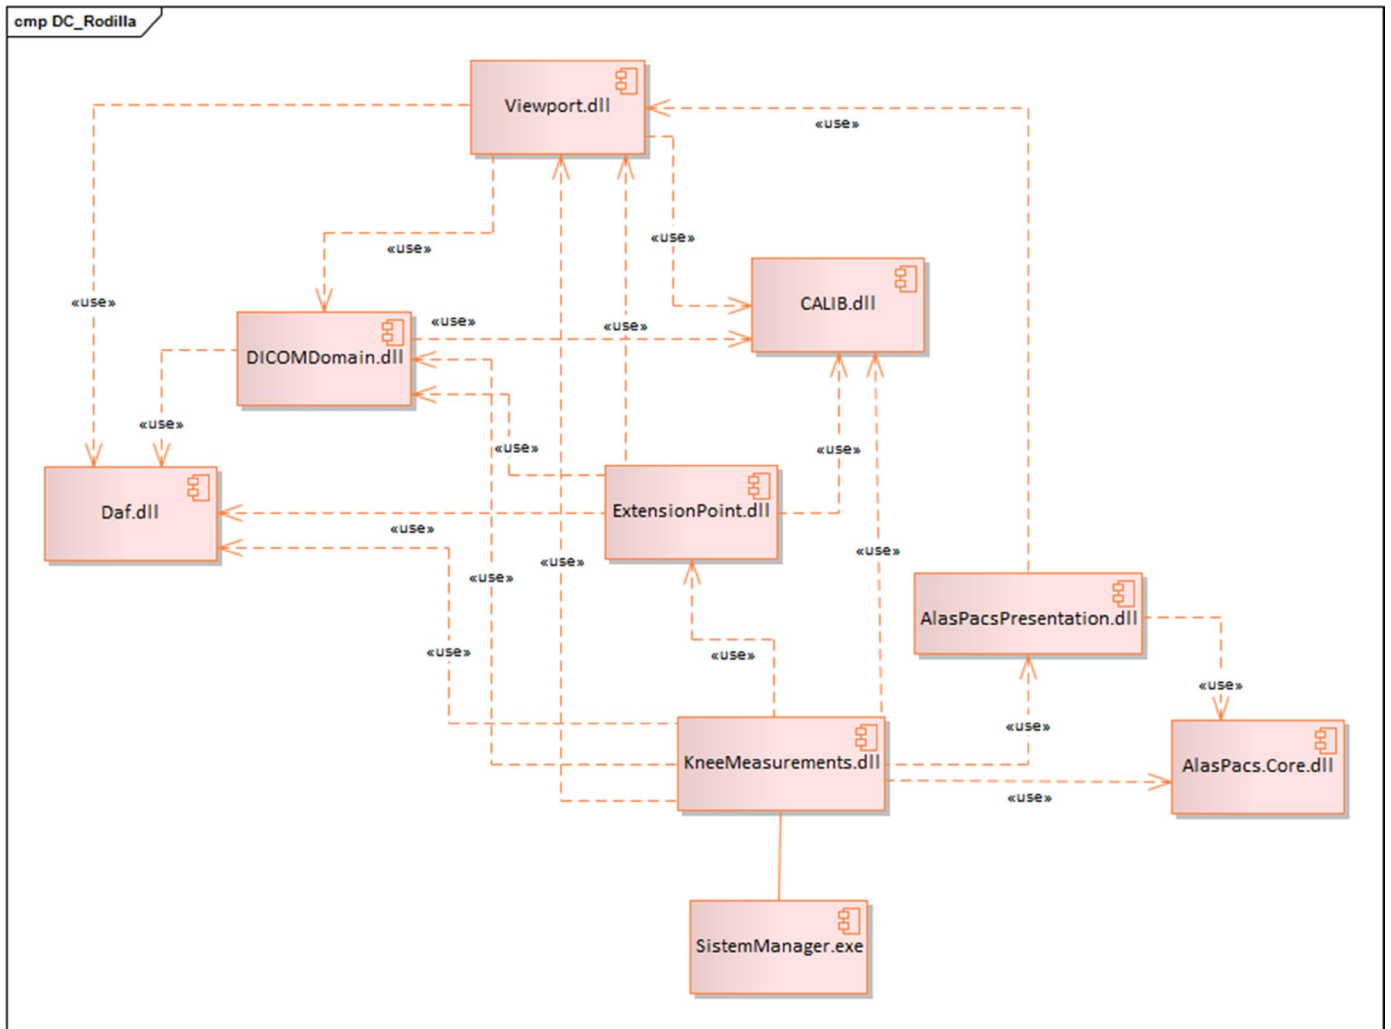 cmp DC_Rodilla
Viewport.dll
«use»
«use»
«use»
«use»
CALIB.dll
«use»
«use»
«use»
DICOMDomain.dll
«use»
«use»
«use»
Daf.dll
ExtensionPoint.dll
«use»
«use»
«use»
«use»
AlasPacsPresentation.dll
«use»
«use»
«use»
«use»
KneeMeasurements.dll
AlasPacs.Core.dll
«use»
SistemManager.exe